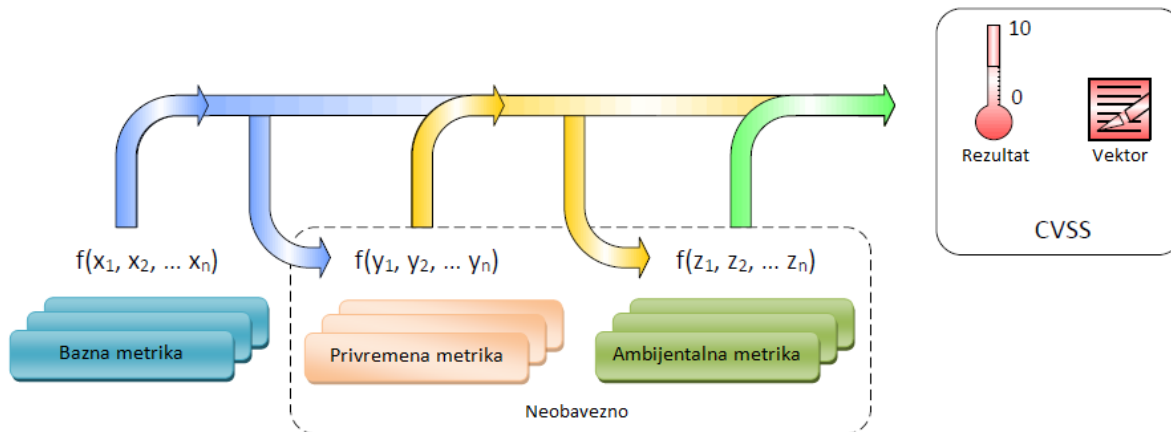 10
0
Rezultat
Vektor
CVSS
f(x₁, x₂, ... xₙ)
f(y₁, y₂, ... yₙ)
f(z₁, z₂, ... zₙ)
Bazna metrika
Privremena metrika
Ambijentalna metrika
Neobavezno